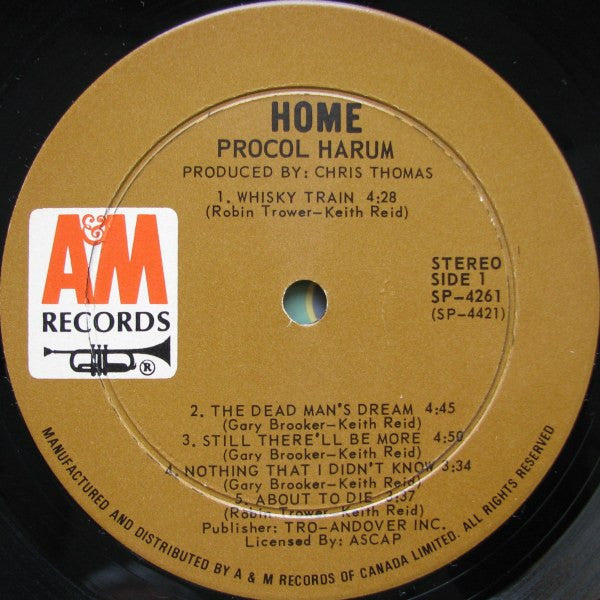 HOME
PROCOL HARUM
PRODUCED BY: CHRIS THOMAS
1. WHISKY TRAIN 4:28
(Robin Trower–Keith Reid)
A&M
RECORDS
®
STEREO
SIDE 1
SP–4261
(SP–4421)
2. THE DEAD MAN'S DREAM 4:45
(Gary Brooker–Keith Reid)
3. STILL THERE'LL BE MORE 4:50
(Gary Brooker–Keith Reid)
4. NOTHING THAT I DIDN'T KNOW 3:34
(Gary Brooker–Keith Reid)
5. ABOUT TO DIE 3:37
(Robin Trower–Keith Reid)
Publisher: TRO–ANDOVER INC.
Licensed By: ASCAP
MANUFACTURED AND DISTRIBUTED BY A & M RECORDS OF CANADA LIMITED. ALL RIGHTS RESERVED